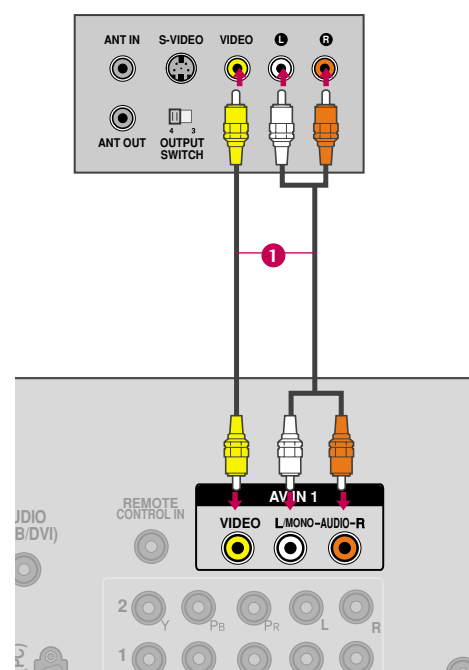 ANT IN S-VIDEO VIDEO L R
4 3
ANT OUT OUTPUT
SWITCH
1
AV IN 1
REMOTE
CONTROL IN
VIDEO L/MONO-AUDIO-R
UDIO
B/DVI)
2 Y PB PR L R
1
PC)